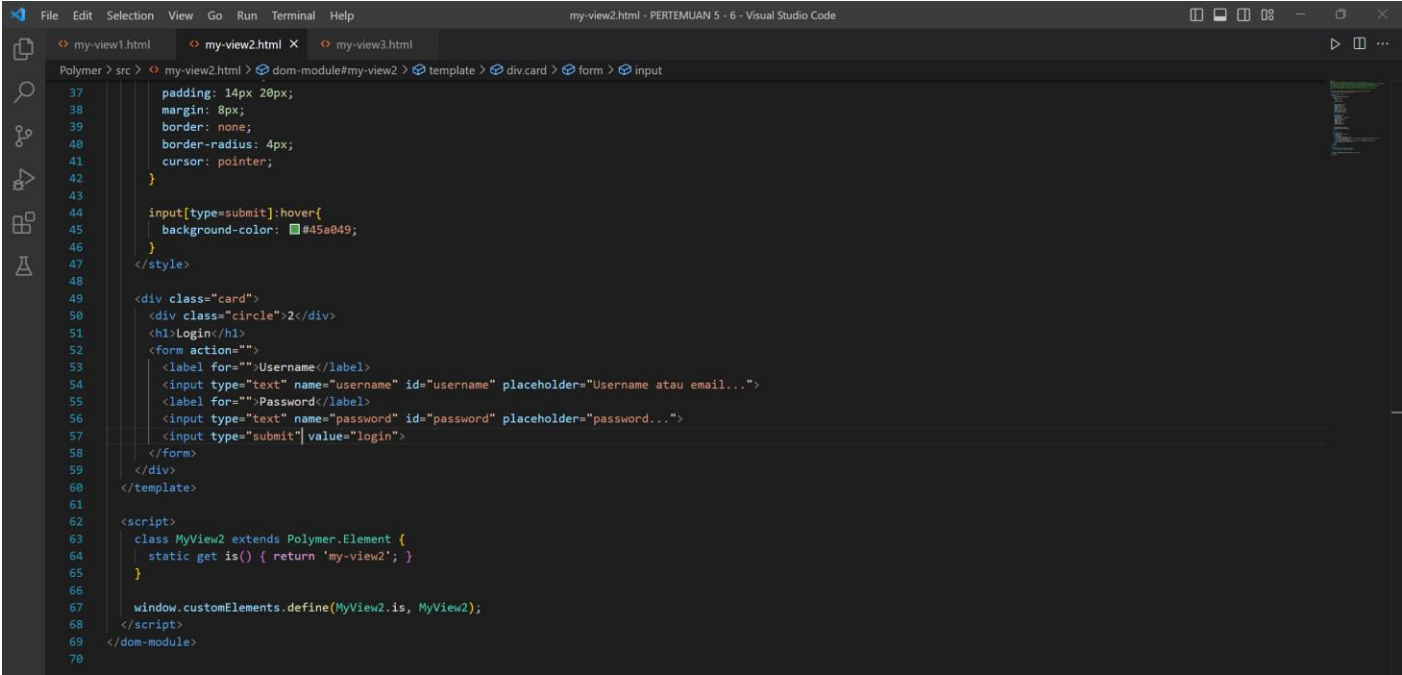 File Edit Selection View Go Run Terminal Help my-view2.html - PERTEMUAN 5 - 6 - Visual Studio Code
my-view1.html my-view2.html my-view3.html
Polymer > src > my-view2.html > dom-module#my-view2 > template > div.card > form > input
37 padding: 14px 20px;
38 margin: 8px;
39 border: none;
40 border-radius: 4px;
41 cursor: pointer;
42 }
43
44 input[type=submit]:hover{
45 background-color: #45a049;
46 }
47 </style>
48
49 <div class="card">
50 <div class="circle">2</div>
51 <h1>Login</h1>
52 <form action="">
53 <label for="">Username</label>
54 <input type="text" name="username" id="username" placeholder="Username atau email...">
55 <label for="">Password</label>
56 <input type="text" name="password" id="password" placeholder="password...">
57 <input type="submit" value="login">
58 </form>
59 </div>
60 </template>
61
62 <script>
63 class MyView2 extends Polymer.Element {
64 static get is() { return 'my-view2'; }
65 }
66
67 window.customElements.define(MyView2.is, MyView2);
68 </script>
69 </dom-module>
70